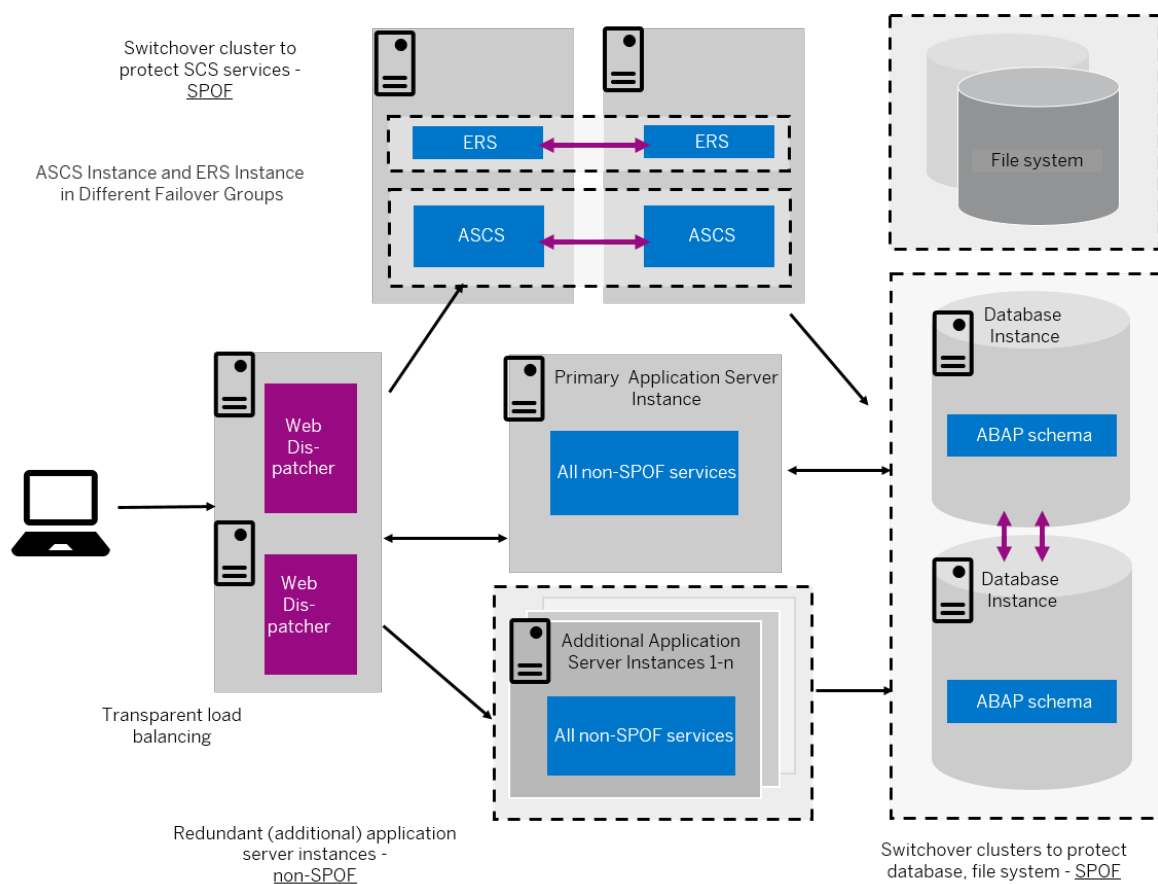 Switchover cluster to
protect SCS services -
SPOF
ASCS Instance and ERS Instance
in Different Failover Groups
ERS
ERS
ASCS
ASCS
File system
Database
Instance
ABAP schema
Database
Instance
ABAP schema
Primary Application Server
Instance
All non-SPOF services
Web
Dis-
patcher
Web
Dis-
patcher
Additional Application
Server Instances 1-n
All non-SPOF services
Transparent load
balancing
Redundant (additional) application
server instances -
non-SPOF
Switchover clusters to protect
database, file system - SPOF